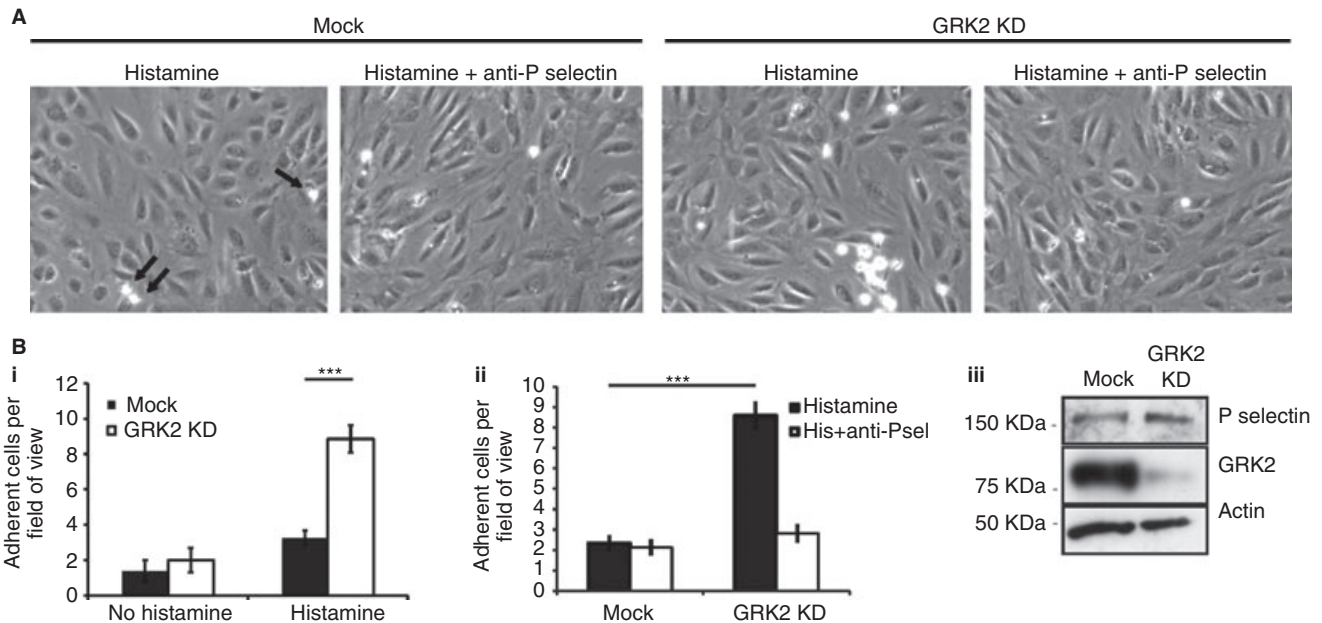 A
Mock
GRK2 KD
Histamine
Histamine + anti-P selectin
Histamine
Histamine + anti-P selectin
B
i
Adherent cells per
field of view
12
10
8
6
4
2
0
Mock
GRK2 KD
***
No histamine
Histamine
ii
Adherent cells per
field of view
10
9
8
7
6
5
4
3
2
1
0
***
Histamine
His+anti-Psel
Mock
GRK2 KD
iii
Mock
GRK2
KD
150 KDa
P selectin
75 KDa
GRK2
50 KDa
Actin